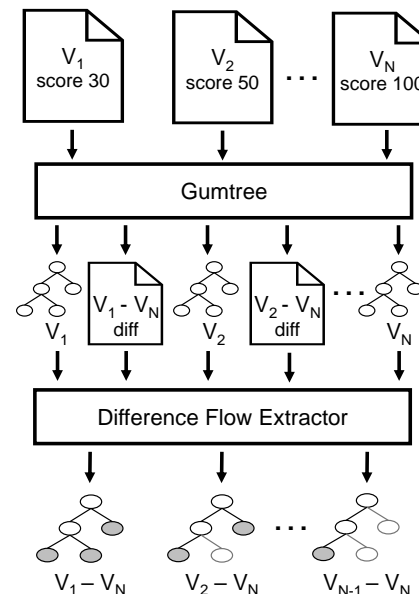 V1 score 30
V2 score 50
...
VN score 100
Gumtree
V1
V1 - VN diff
V2
V2 - VN diff
...
VN
Difference Flow Extractor
...
V1 – VN
V2 – VN
VN-1 – VN